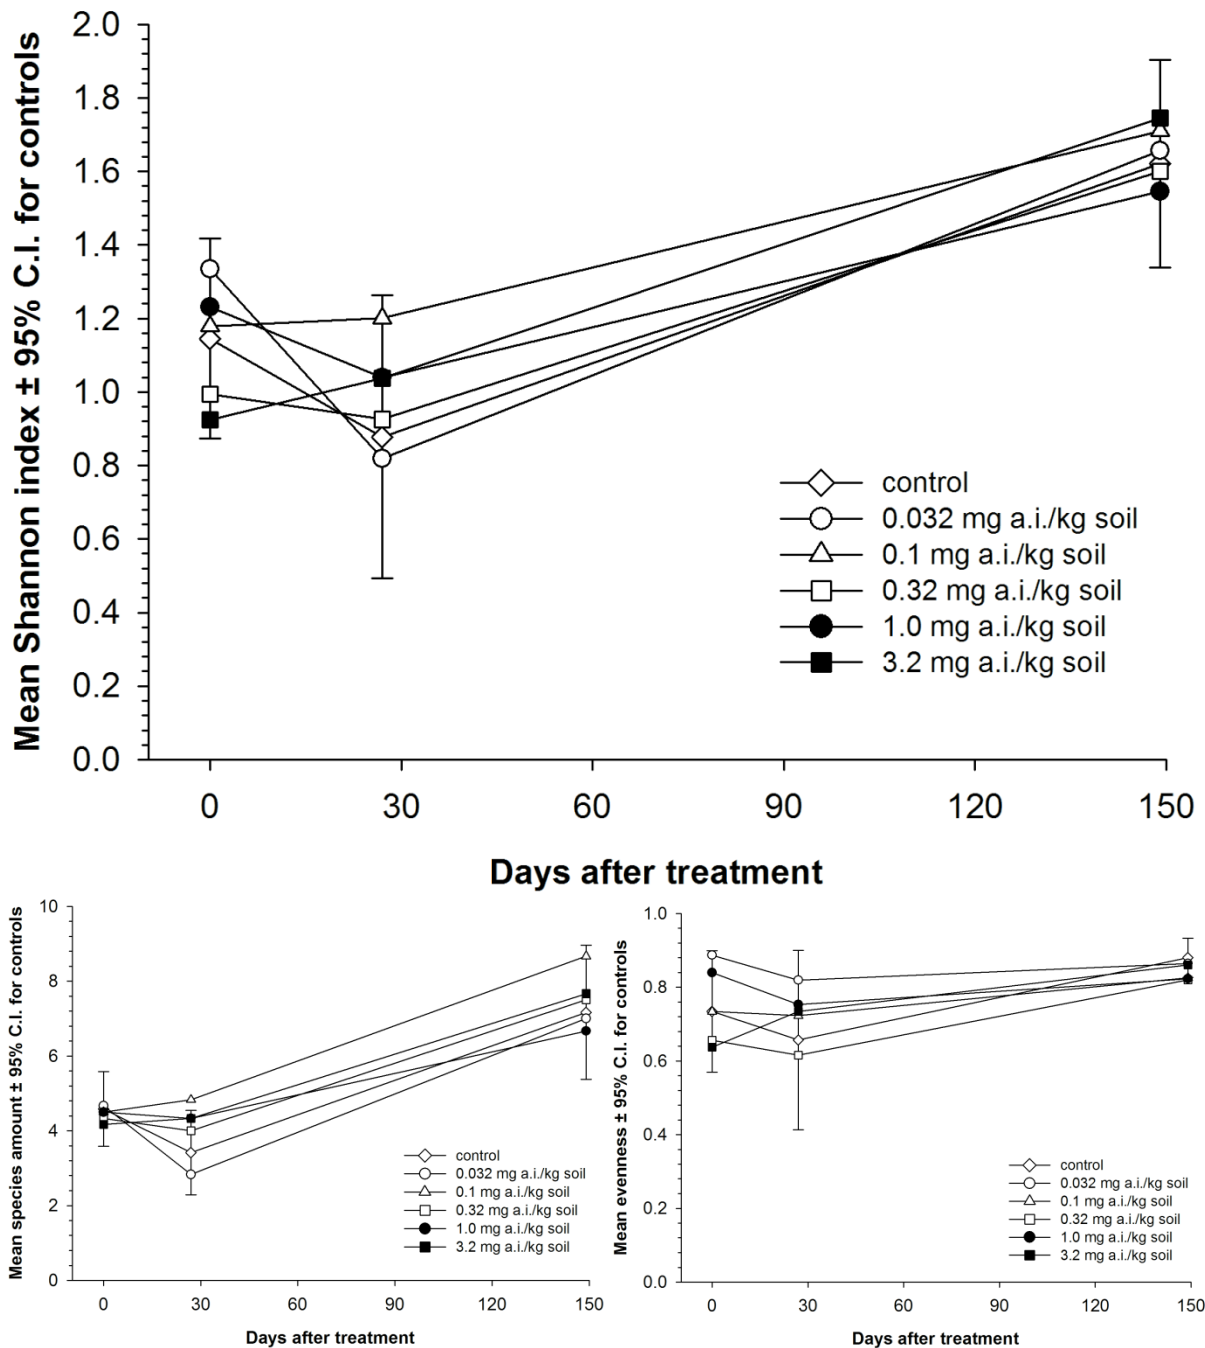 Mean Shannon index ± 95% C.I. for controls
2.0
1.8
1.6
1.4
1.2
1.0
0.8
0.6
0.4
0.2
0.0
control
0.032 mg a.i./kg soil
0.1 mg a.i./kg soil
0.32 mg a.i./kg soil
1.0 mg a.i./kg soil
3.2 mg a.i./kg soil
0 30 60 90 120 150
Days after treatment
Mean species amount ± 95% C.I. for controls
10
8
6
4
2
0
control
0.032 mg a.i./kg soil
0.1 mg a.i./kg soil
0.32 mg a.i./kg soil
1.0 mg a.i./kg soil
3.2 mg a.i./kg soil
0 30 60 90 120 150
Days after treatment
Mean evenness ± 95% C.I. for controls
1.0
0.8
0.6
0.4
0.2
0.0
control
0.032 mg a.i./kg soil
0.1 mg a.i./kg soil
0.32 mg a.i./kg soil
1.0 mg a.i./kg soil
3.2 mg a.i./kg soil
0 30 60 90 120 150
Days after treatment